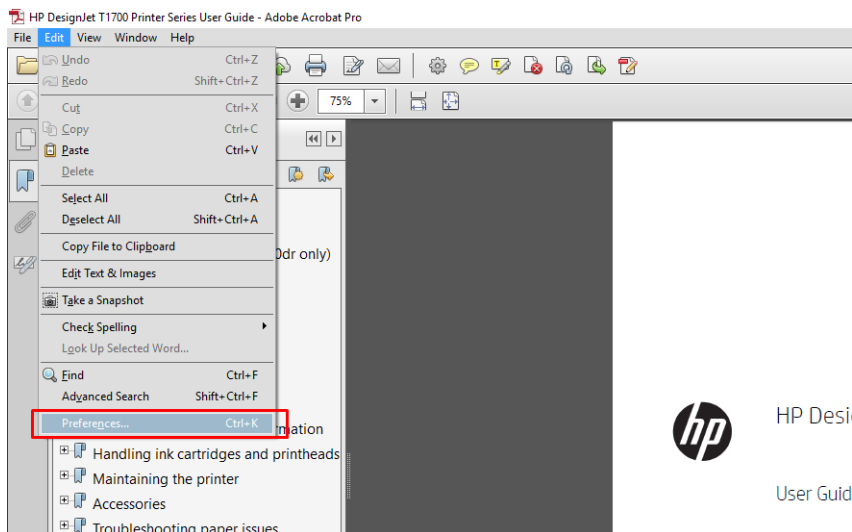 HP DesignJet T1700 Printer Series User Guide - Adobe Acrobat Pro
File Edit View Window Help
Undo Ctrl+Z
Redo Shift+Ctrl+Z
Cut Ctrl+X
75%
Copy Ctrl+C
Paste Ctrl+V
Delete
Select All Ctrl+A
Deselect All Shift+Ctrl+A
Copy File to Clipboard
0dr only)
Edit Text & Images
Take a Snapshot
Check Spelling
Look Up Selected Word...
Find Ctrl+F
Advanced Search Shift+Ctrl+F
Preferences... Ctrl+K
mation
Handling ink cartridges and printheads
Maintaining the printer
Accessories
Troubleshooting paper issues
hp
HP Desi
User Guid